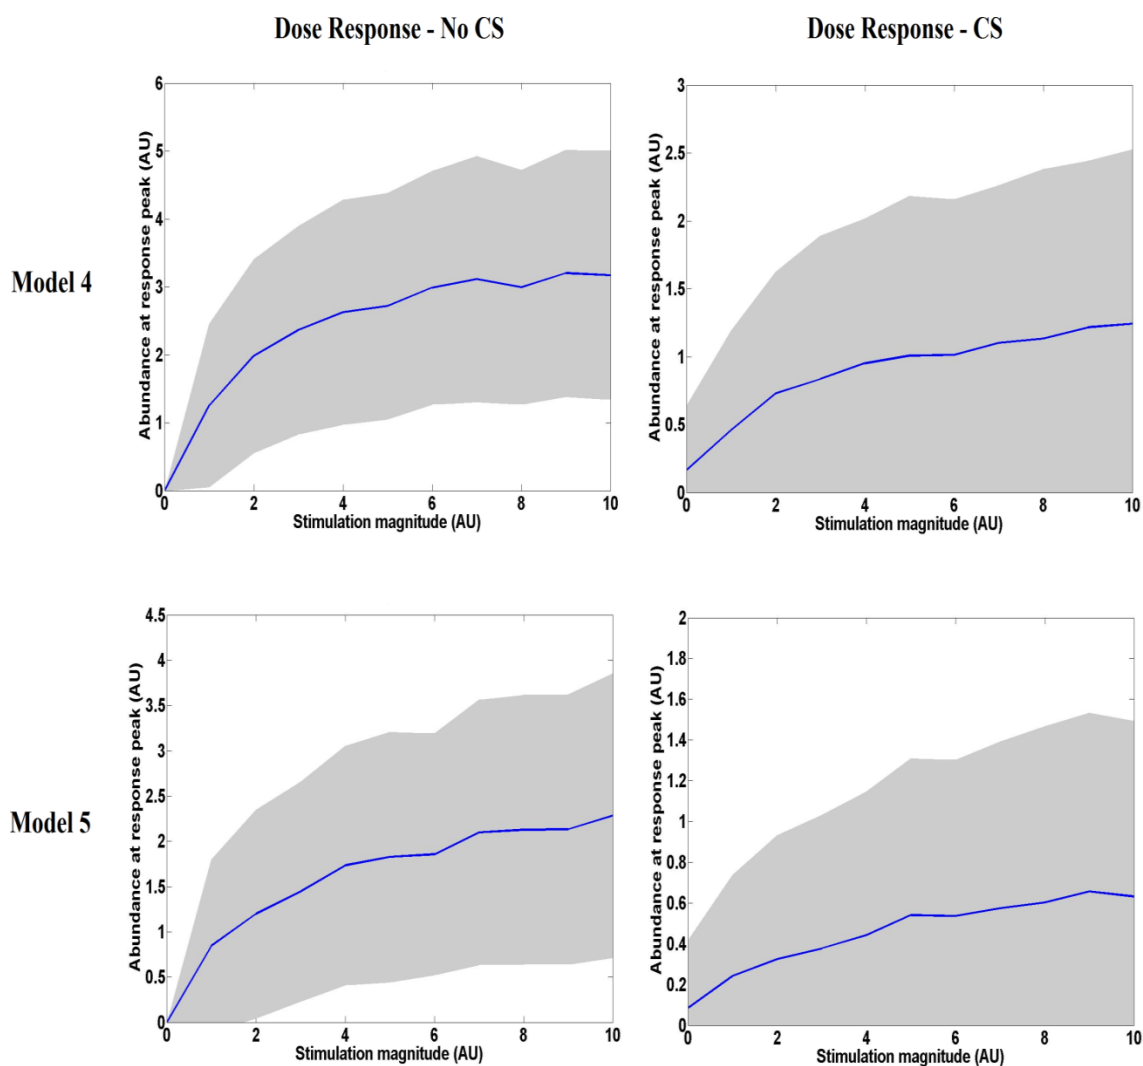 Dose Response - No CS
Dose Response - CS
Model 4
Abundance at response peak (AU)
6
5
4
3
2
1
0
0 2 4 6 8 10
Stimulation magnitude (AU)
Abundance at response peak (AU)
3
2.5
2
1.5
1
0.5
0
0 2 4 6 8 10
Stimulation magnitude (AU)
Model 5
Abundance at response peak (AU)
4.5
4
3.5
3
2.5
2
1.5
1
0.5
0
0 2 4 6 8 10
Stimulation magnitude (AU)
Abundance at response peak (AU)
2
1.8
1.6
1.4
1.2
1
0.8
0.6
0.4
0.2
0
0 2 4 6 8 10
Stimulation magnitude (AU)